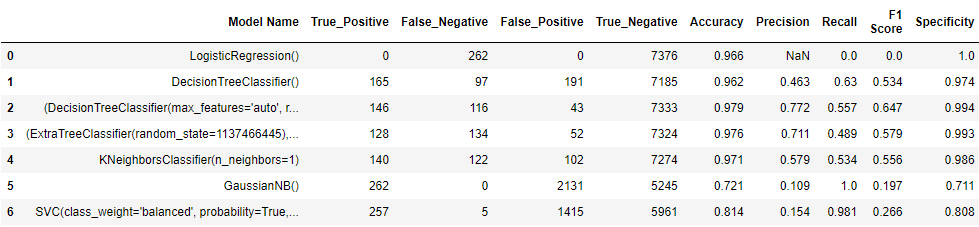 Model Name True_Positive False_Negative False_Positive True_Negative Accuracy Precision Recall F1 Score Specificity
0 LogisticRegression() 0 262 0 7376 0.966 NaN 0.0 0.0 1.0
1 DecisionTreeClassifier() 165 97 191 7185 0.962 0.463 0.63 0.534 0.974
2 (DecisionTreeClassifier(max_features='auto', r... 146 116 43 7333 0.979 0.772 0.557 0.647 0.994
3 (ExtraTreeClassifier(random_state=1137466445),... 128 134 52 7324 0.976 0.711 0.489 0.579 0.993
4 KNeighborsClassifier(n_neighbors=1) 140 122 102 7274 0.971 0.579 0.534 0.556 0.986
5 GaussianNB() 262 0 2131 5245 0.721 0.109 1.0 0.197 0.711
6 SVC(class_weight='balanced', probability=True,... 257 5 1415 5961 0.814 0.154 0.981 0.266 0.808